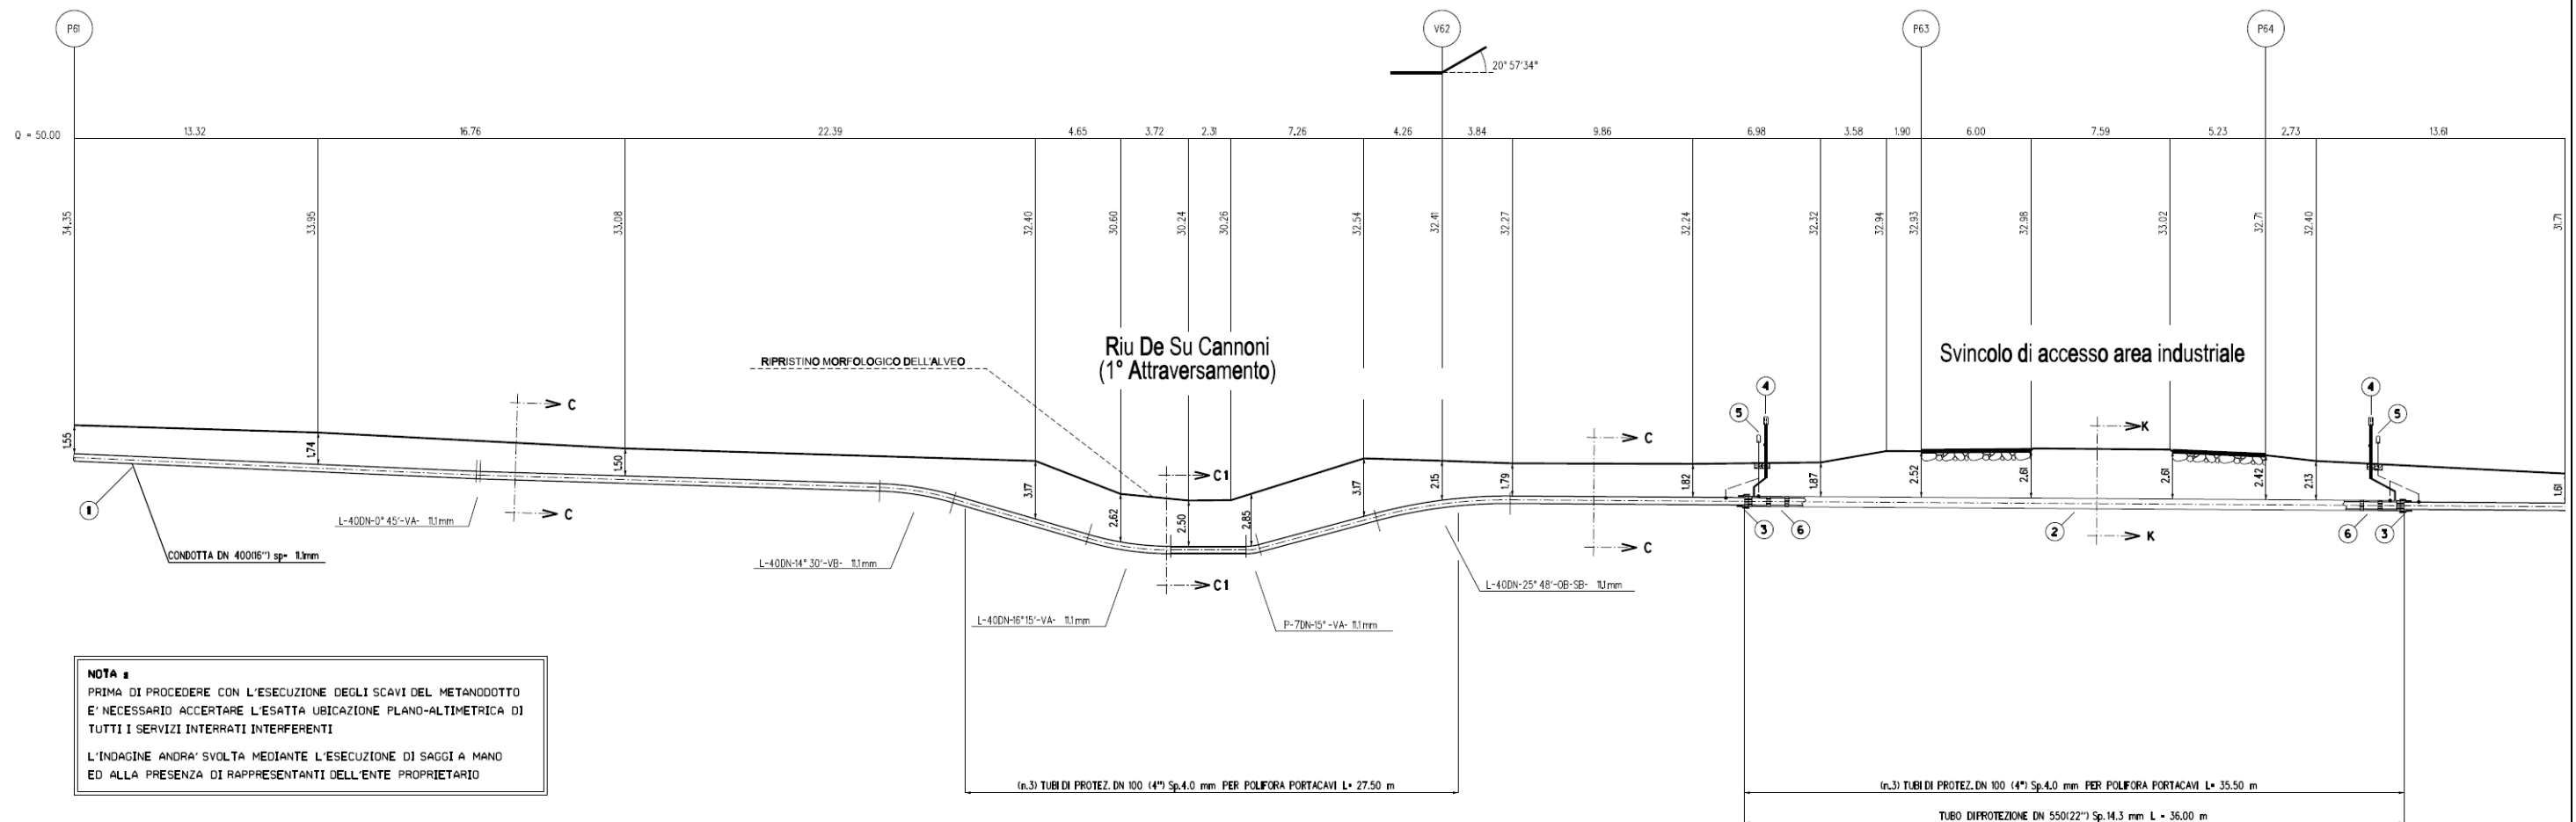 P61
V62
P63
P64
20° 57'34"
Q = 50.00
13.32 16.76 22.39 4.65 3.72 2.31 7.26 4.26 3.84 9.86 6.98 3.58 1.90 6.00 7.59 5.23 2.73 13.61
34.35 33.95 33.08 32.40 30.60 30.24 30.26 32.54 32.41 32.27 32.24 32.32 32.94 32.93 32.98 33.02 32.71 32.40 31.71
Riu De Su Cannoni
(1° Attraversamento)
Svincolo di accesso area industriale
RIPRISTINO MORFOLOGICO DELL'ALVEO
4 4
5 5
C C1 C K
1.55 1.74 1.50 3.17 2.62 2.50 2.85 3.17 2.15 1.79 1.82 1.87 2.52 2.61 2.61 2.42 2.13 1.61
1 C C1 C 3 6 2 K 6 3
L-40DN-0° 45'-VA- 11.1mm
CONDOTTA DN 400(16") sp= 11.1mm
L-40DN-14° 30'-VB- 11.1mm
L-40DN-25° 48'-OB-SB- 11.1mm
L-40DN-16°15'-VA- 11.1mm
P-7DN-15° -VA- 11.1mm
NOTA :
PRIMA DI PROCEDERE CON L'ESECUZIONE DEGLI SCAVI DEL METANODOTTO
E' NECESSARIO ACCERTARE L'ESATTA UBICAZIONE PLANO-ALTIMETRICA DI
TUTTI I SERVIZI INTERRATI INTERFERENTI
L'INDAGINE ANDRA' SVOLTA MEDIANTE L'ESECUZIONE DI SAGGI A MANO
ED ALLA PRESENZA DI RAPPRESENTANTI DELL'ENTE PROPRIETARIO
(n.3) TUBI DI PROTEZ. DN 100 (4") Sp.4.0 mm PER POLIFORA PORTACAVI L= 27.50 m
(n.3) TUBI DI PROTEZ. DN 100 (4") Sp.4.0 mm PER POLIFORA PORTACAVI L= 35.50 m
TUBO DI PROTEZIONE DN 550(22") Sp.14.3 mm L = 36.00 m